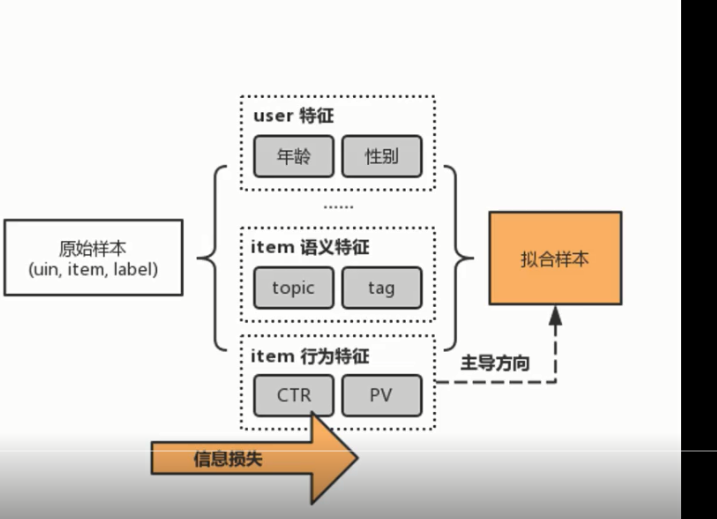 user 特征
年龄
性别
......
原始样本
(uin, item, label)
item 语义特征
topic
tag
拟合样本
item 行为特征
CTR
PV
主导方向
信息损失